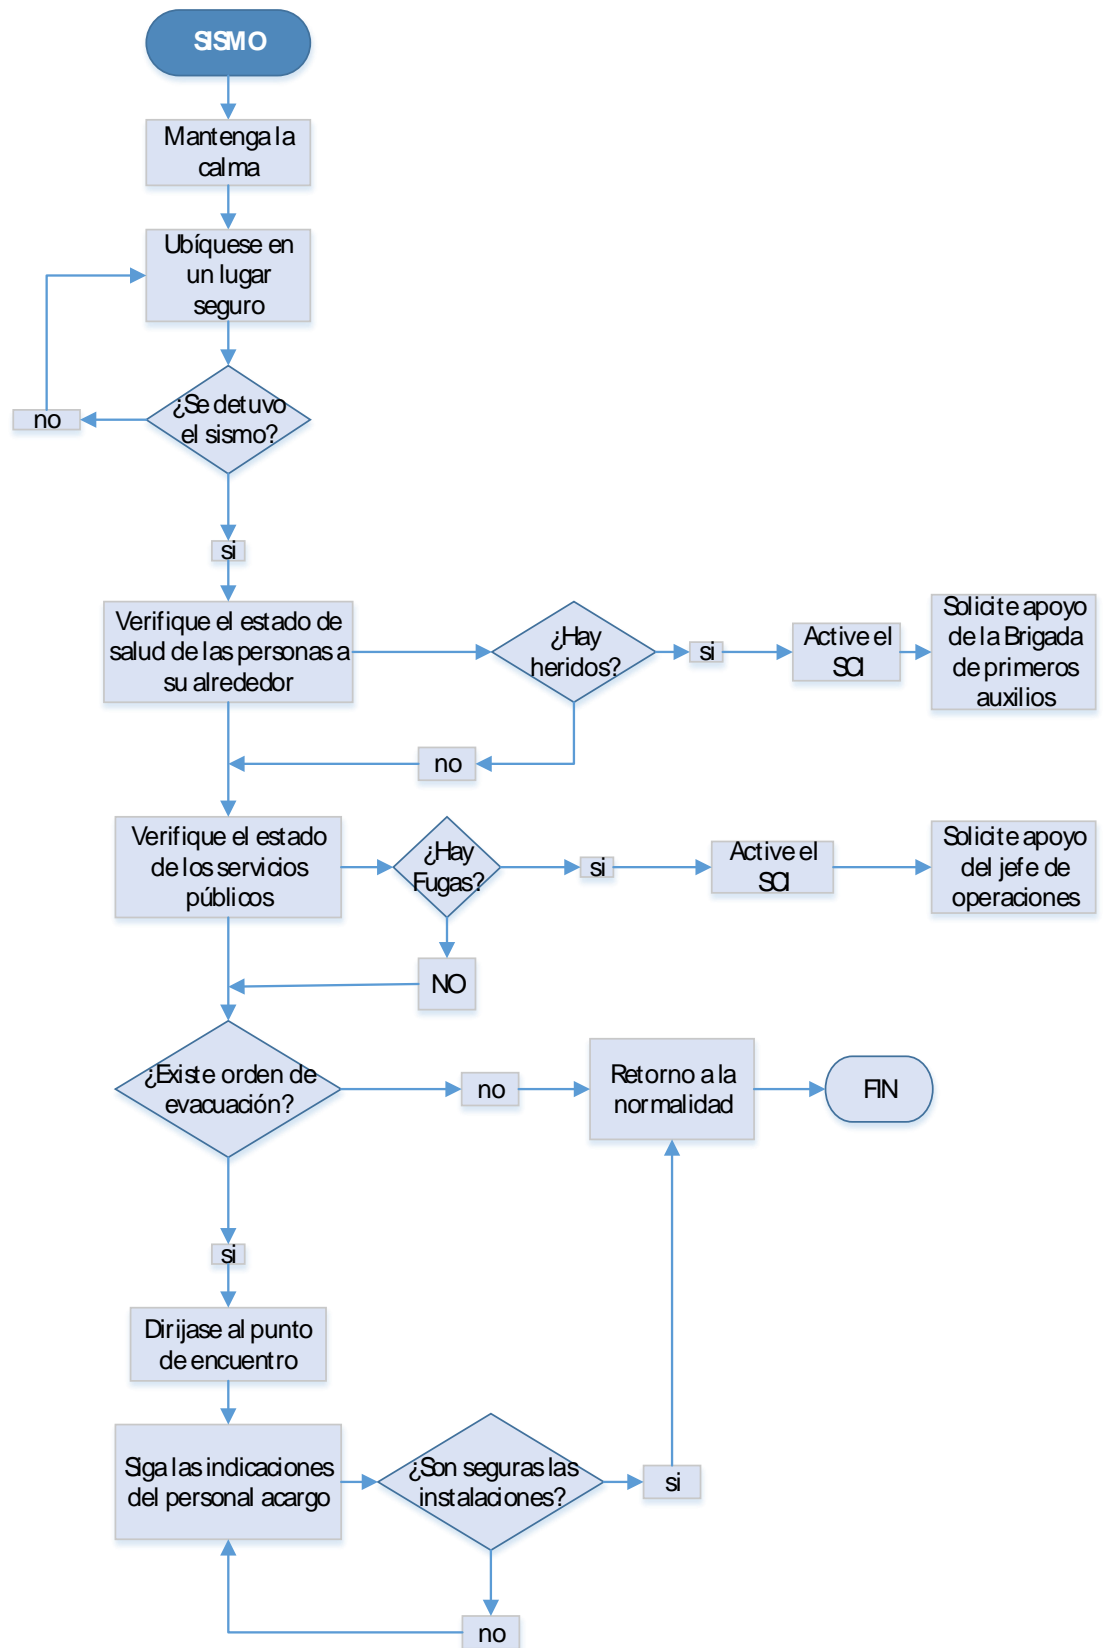 SISMO
Mantenga la
calma
Ubíquese en
un lugar
seguro
¿Se detuvo
el sismo?
no
si
Verifique el estado de
salud de las personas a
su alrededor
¿Hay
heridos?
si
Active el
SCI
Solicite apoyo
de la Brigada
de primeros
auxilios
no
Verifique el estado
de los servicios
públicos
¿Hay
Fugas?
si
Active el
SCI
Solicite apoyo
del jefe de
operaciones
NO
¿Existe orden de
evacuación?
no
Retorno a la
normalidad
FIN
si
Dirijase al punto
de encuentro
Siga las indicaciones
del personal acargo
¿Son seguras las
instalaciones?
si
no